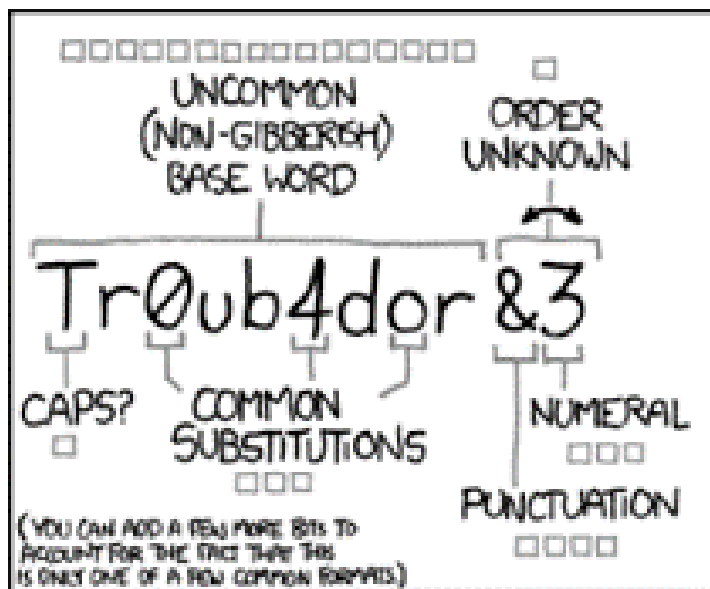 UNCOMMON
(NON-GIBBERISH)
BASE WORD
ORDER
UNKNOWN
Tr0ub4dor &3
CAPS?
COMMON
SUBSTITUTIONS
NUMERAL
PUNCTUATION
(YOU CAN ADD A FEW MORE BITS TO
ACCOUNT FOR THE FACT THAT THIS
IS ONLY ONE OF A FEW COMMON FORMATS.)